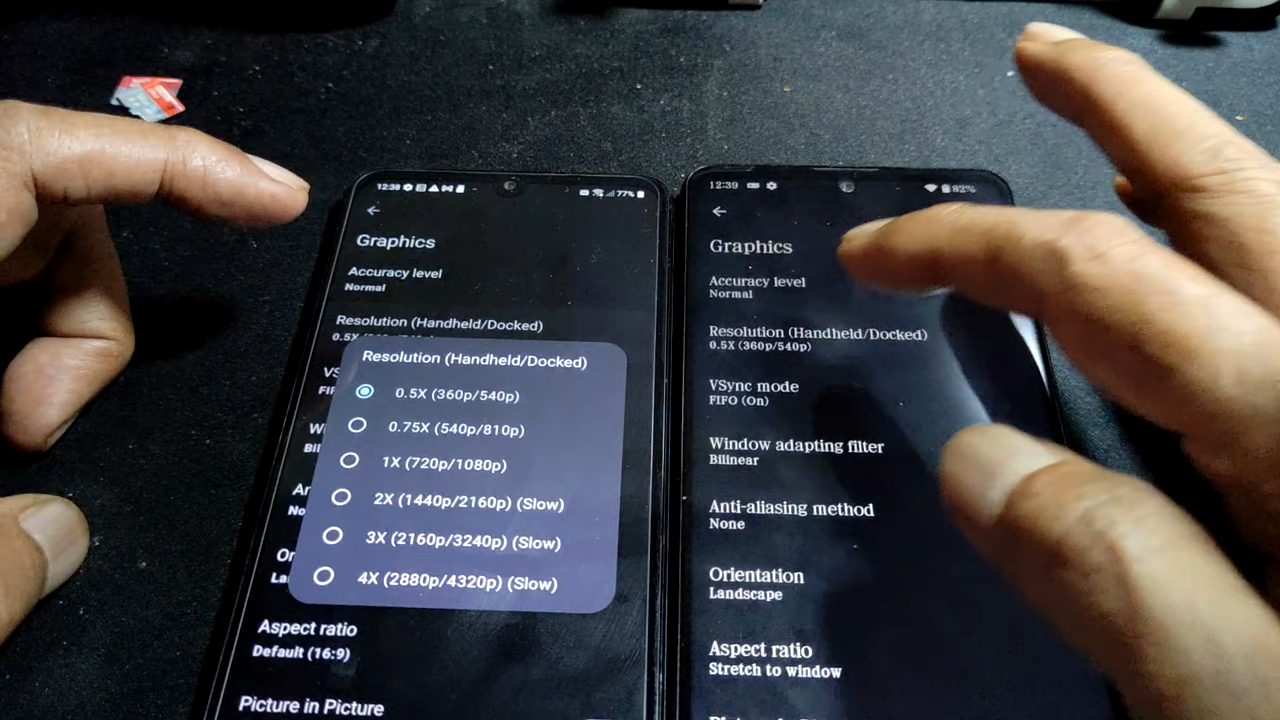 12:38
77%
Graphics
Accuracy level
Normal
Resolution (Handheld/Docked)
Resolution (Handheld/Docked)
0.5X (360p/540p)
0.75X (540p/810p)
1X (720p/1080p)
2X (1440p/2160p) (Slow)
3X (2160p/3240p) (Slow)
4X (2880p/4320p) (Slow)
Aspect ratio
Default (16:9)
Picture in Picture
12:39
82%
Graphics
Accuracy level
Normal
Resolution (Handheld/Docked)
0.5X (360p/540p)
VSync mode
FIFO (On)
Window adapting filter
Bilinear
Anti-aliasing method
None
Orientation
Landscape
Aspect ratio
Stretch to window